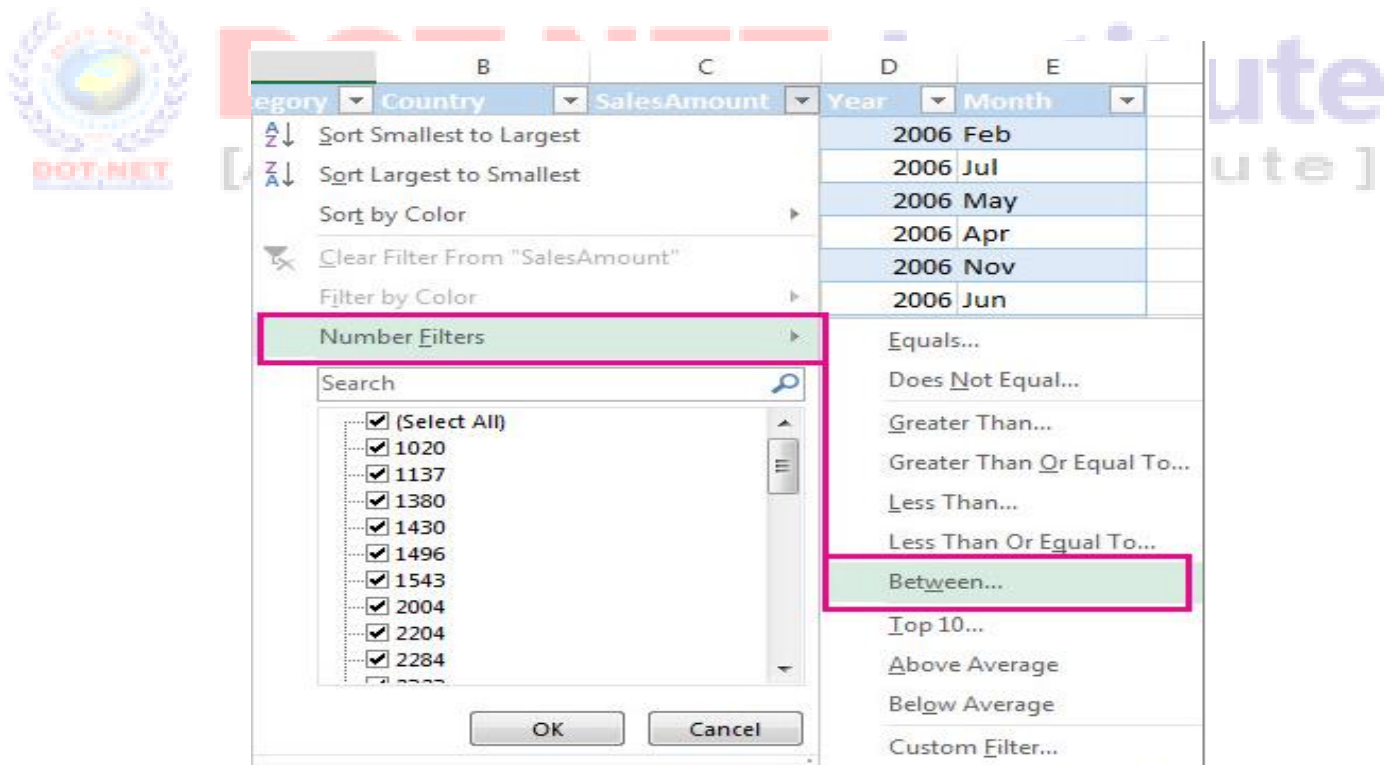 B C D E
egory Country SalesAmount Year Month
Sort Smallest to Largest
Sort Largest to Smallest
Sort by Color
Clear Filter From "SalesAmount"
Filter by Color
Number Filters
Search
(Select All)
1020
1137
1380
1430
1496
1543
2004
2204
2284
OK Cancel
2006 Feb
2006 Jul
2006 May
2006 Apr
2006 Nov
2006 Jun
Equals...
Does Not Equal...
Greater Than...
Greater Than Or Equal To...
Less Than...
Less Than Or Equal To...
Between...
Top 10...
Above Average
Below Average
Custom Filter...
DOT-NET
ute
ute ]